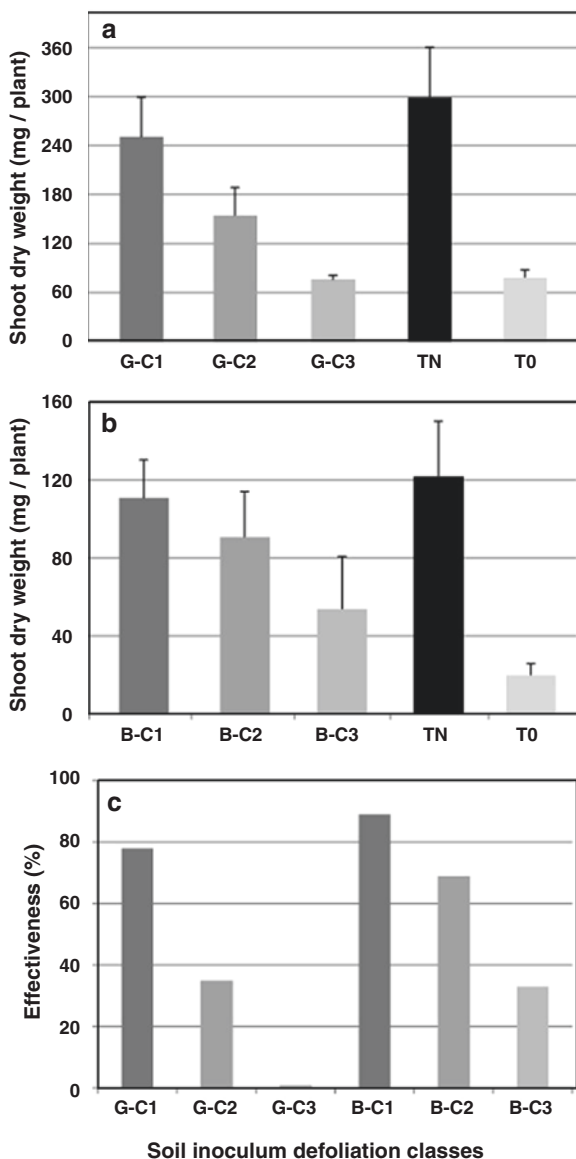 a
Shoot dry weight (mg / plant)
360
300
240
180
120
60
0
G-C1 G-C2 G-C3 TN T0
b
Shoot dry weight (mg / plant)
160
120
80
40
0
B-C1 B-C2 B-C3 TN T0
c
Effectiveness (%)
100
80
60
40
20
0
G-C1 G-C2 G-C3 B-C1 B-C2 B-C3
Soil inoculum defoliation classes